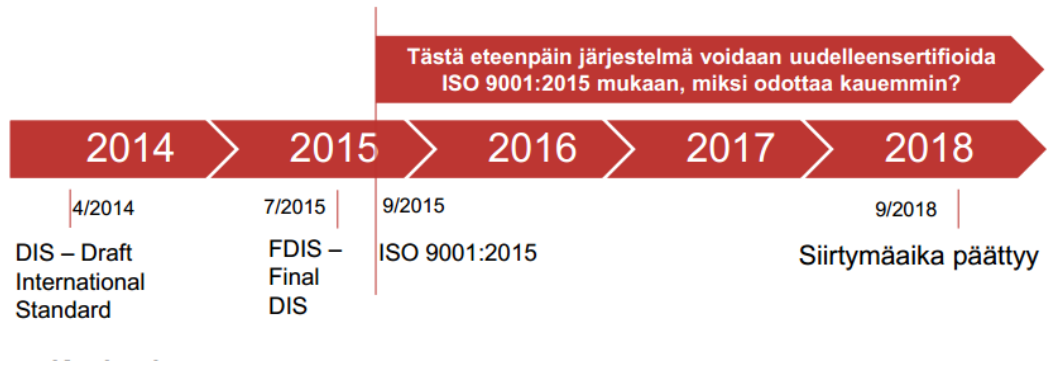 Tästä eteenpäin järjestelmä voidaan uudelleensertifioida
ISO 9001:2015 mukaan, miksi odottaa kauemmin?
2014
2015
2016
2017
2018
4/2014
7/2015
9/2015
9/2018
DIS – Draft
International
Standard
FDIS –
Final
DIS
ISO 9001:2015
Siirtymäaika päättyy